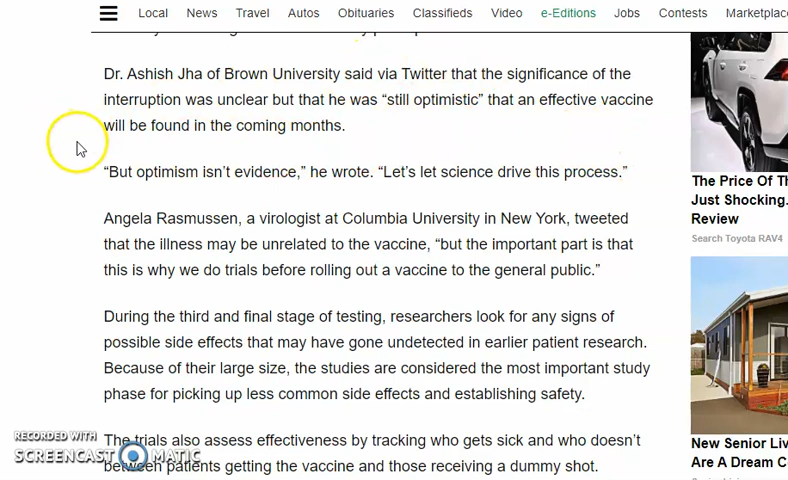 Local News Travel Autos Obituaries Classifieds Video e-Editions Jobs Contests Marketplace
Dr. Ashish Jha of Brown University said via Twitter that the significance of the
interruption was unclear but that he was “still optimistic” that an effective vaccine
will be found in the coming months.
“But optimism isn’t evidence,” he wrote. “Let’s let science drive this process.”
Angela Rasmussen, a virologist at Columbia University in New York, tweeted
that the illness may be unrelated to the vaccine, “but the important part is that
this is why we do trials before rolling out a vaccine to the general public.”
During the third and final stage of testing, researchers look for any signs of
possible side effects that may have gone undetected in earlier patient research.
Because of their large size, the studies are considered the most important study
phase for picking up less common side effects and establishing safety.
The trials also assess effectiveness by tracking who gets sick and who doesn’t
between patients getting the vaccine and those receiving a dummy shot.
The Price Of
Just Shocking.
Review
Search Toyota RAV4
New Senior
Are A Dream
RECORDED WITH
SCREENCAST MATIC